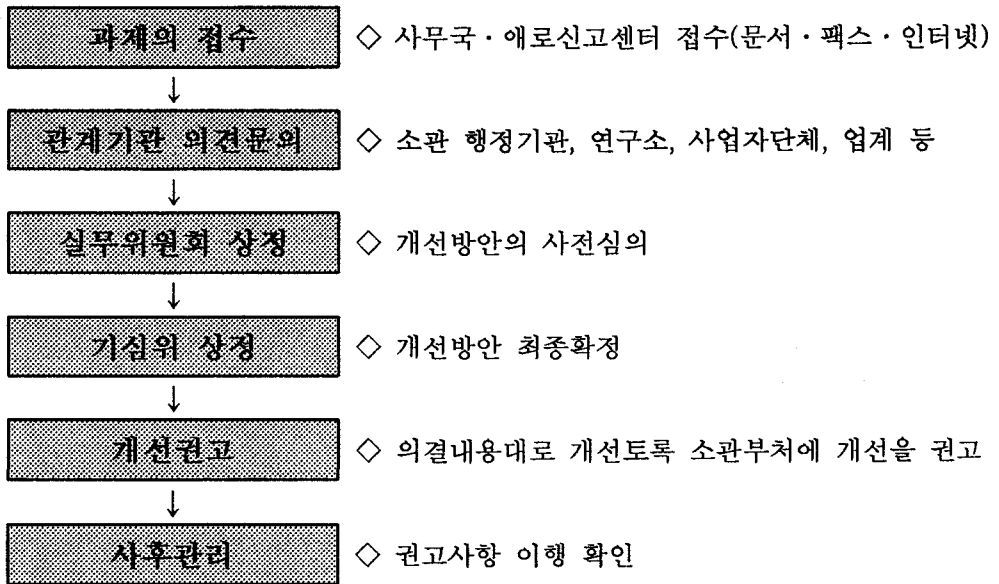 과제의 접수 ◇ 사무국·애로신고센터 접수(문서·팩스·인터넷)
↓
관계기관 의견문의 ◇ 소관 행정기관, 연구소, 사업자단체, 업계 등
↓
실무위원회 상정 ◇ 개선방안의 사전심의
↓
기심위 상정 ◇ 개선방안 최종확정
↓
개선권고 ◇ 의결내용대로 개선토록 소관부처에 개선을 권고
↓
사후관리 ◇ 권고사항 이행 확인